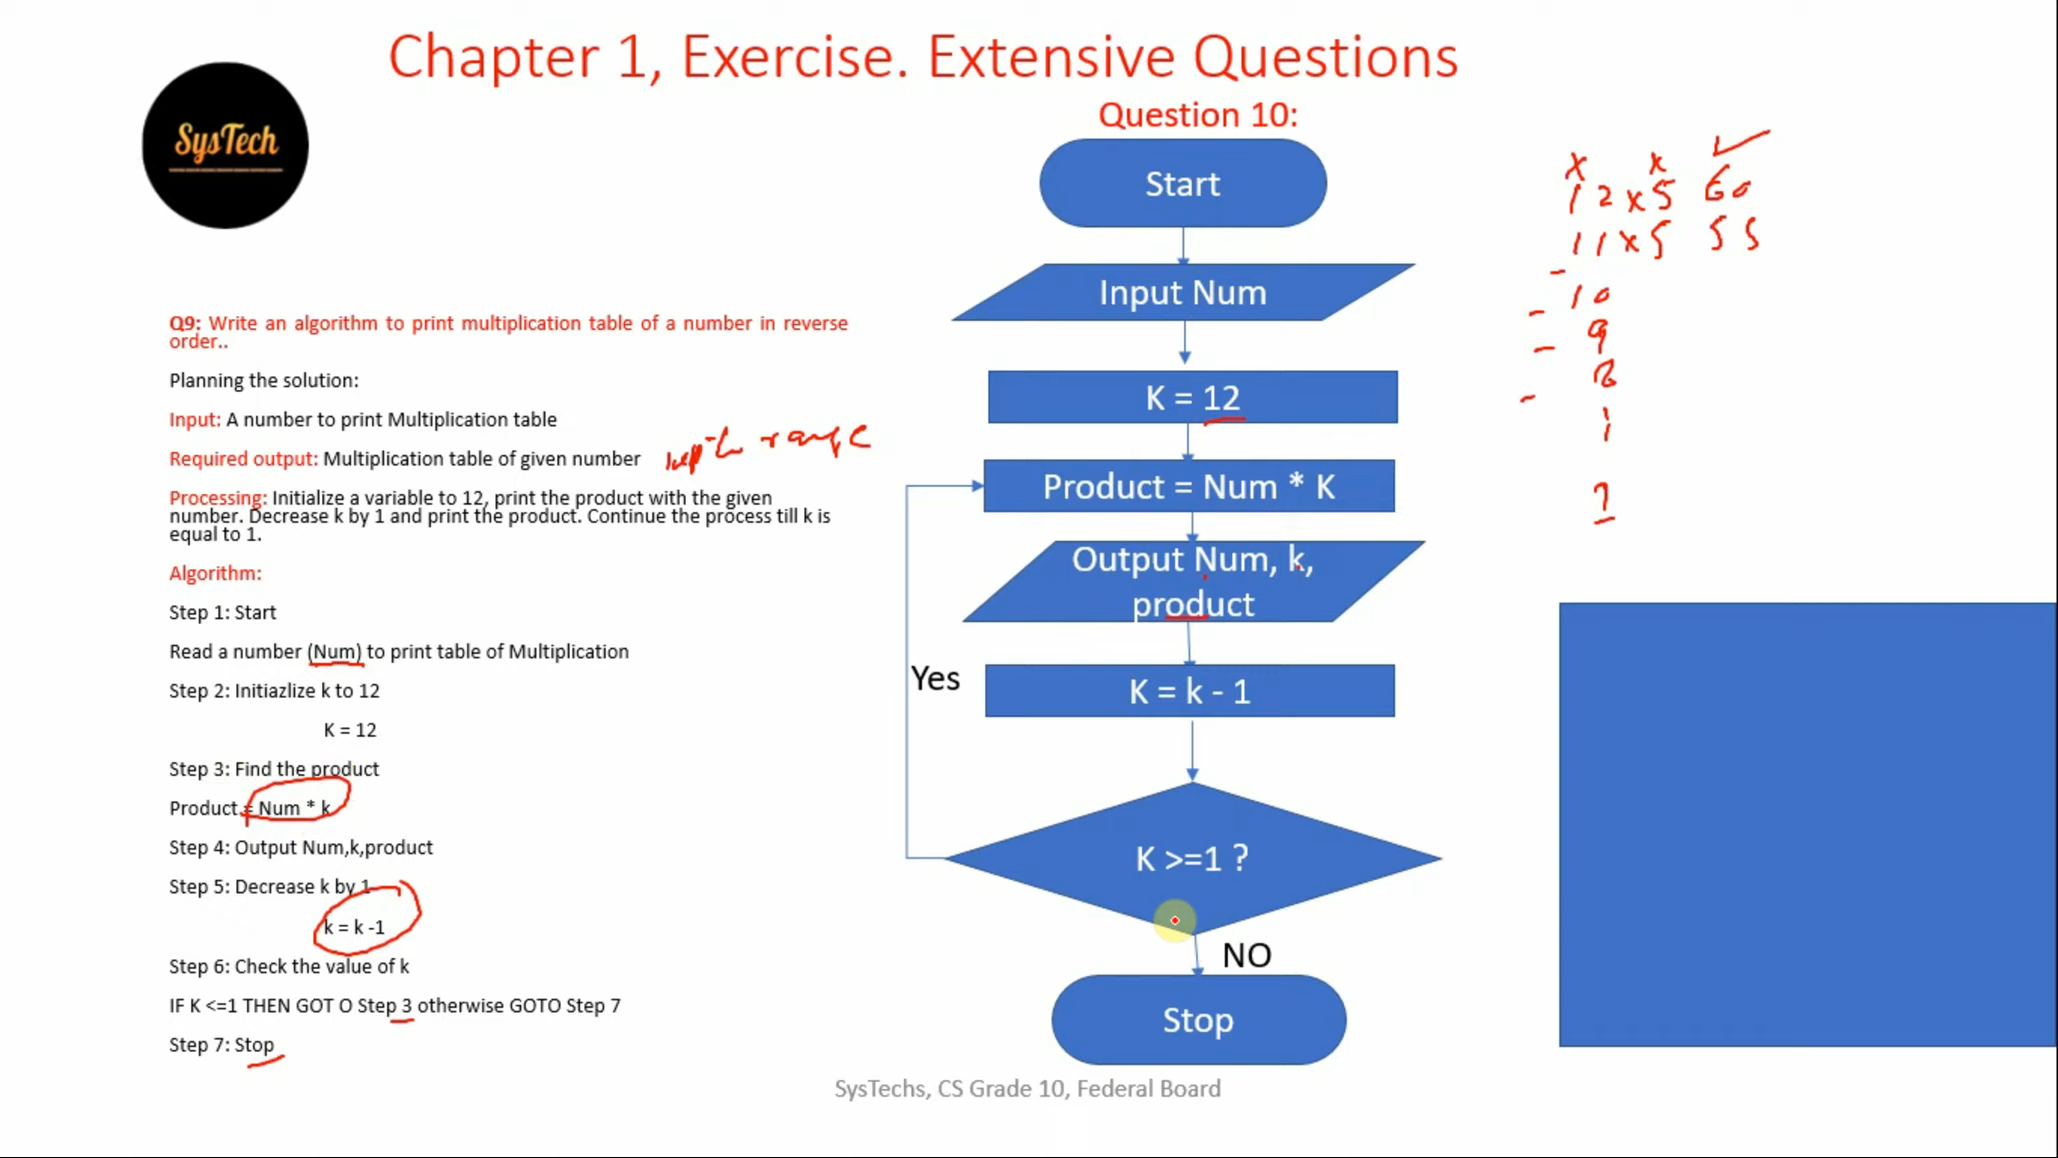 Chapter 1, Exercise. Extensive Questions
Question 10:
SysTech
Q9: Write an algorithm to print multiplication table of a number in reverse
order..
Planning the solution:
Input: A number to print Multiplication table
Required output: Multiplication table of given number
range
Processing: Initialize a variable to 12, print the product with the given
number. Decrease k by 1 and print the product. Continue the process till k is
equal to 1.
Algorithm:
Step 1: Start
Read a number (Num) to print table of Multiplication
Step 2: Initiazlize k to 12
K = 12
Step 3: Find the product
Product = Num * k
Step 4: Output Num,k,product
Step 5: Decrease k by 1
k = k -1
Step 6: Check the value of k
IF K <=1 THEN GOT O Step 3 otherwise GOTO Step 7
Step 7: Stop
Start
Input Num
K = 12
Product = Num * K
Output Num, k,
product
Yes
K = k - 1
K >=1 ?
NO
Stop
x x ✓
12 x 5 60
11 x 5 55
- 10
- 9
- 8
1
SysTechs, CS Grade 10, Federal Board